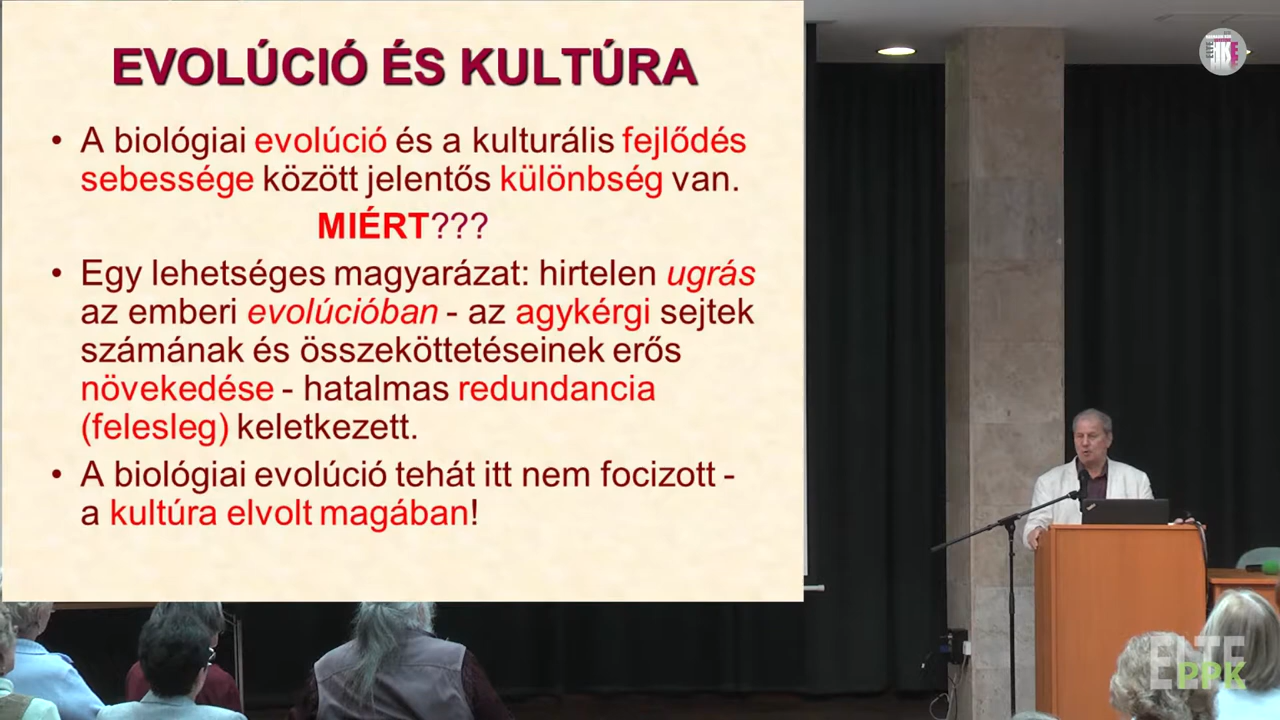 EVOLÚCIÓ ÉS KULTÚRA
• A biológiai evolúció és a kulturális fejlődés
sebessége között jelentős különbség van.
MIÉRT???
• Egy lehetséges magyarázat: hirtelen ugrás
az emberi evolúcióban - az agykérgi sejtek
számának és összeköttetéseinek erős
növekedése - hatalmas redundancia
(felesleg) keletkezett.
• A biológiai evolúció tehát itt nem focizott -
a kultúra elvolt magában!
ELTE
PPK